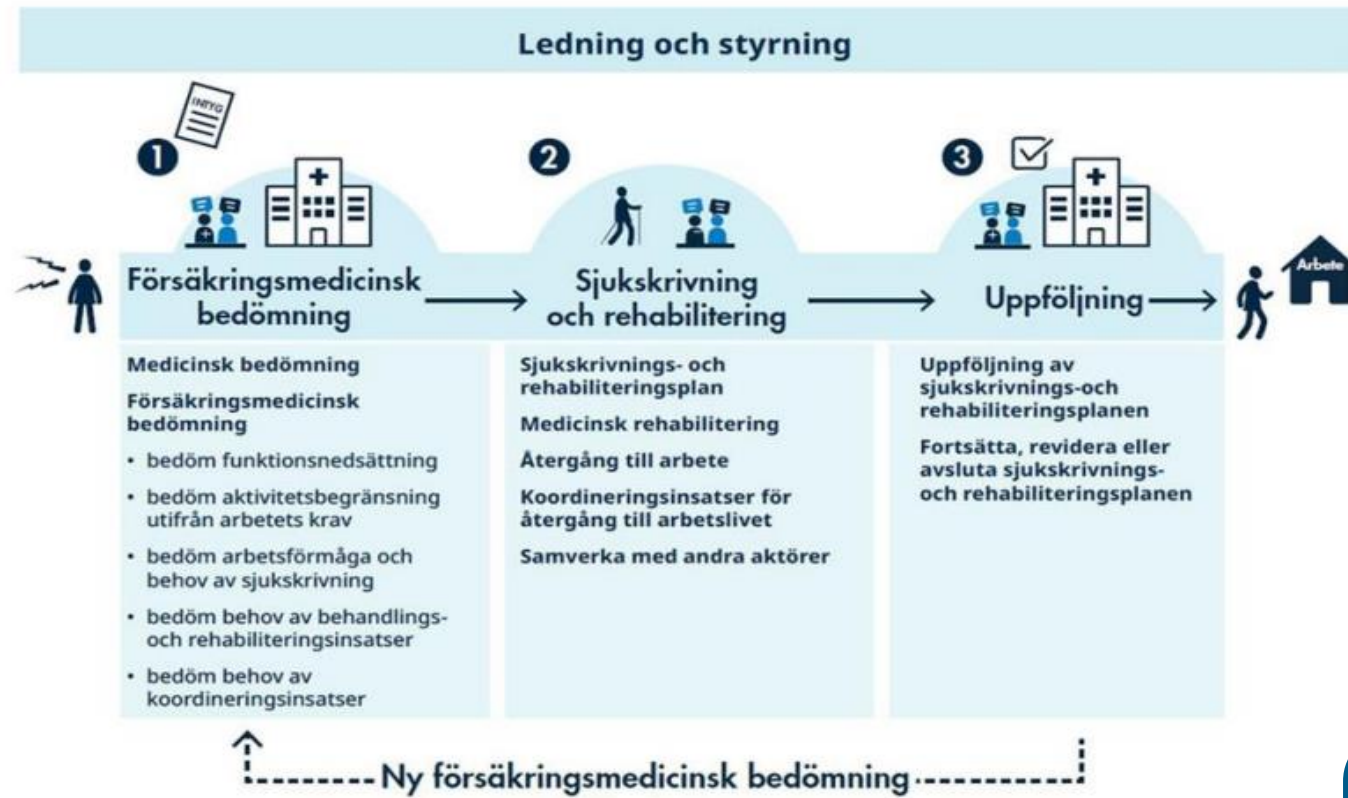 Ledning och styrning
INTYG
1
2
3
Försäkringsmedicinsk
bedömning
Sjukskrivning
och rehabilitering
Uppföljning
Arbete
Medicinsk bedömning
Försäkringsmedicinsk
bedömning
• bedöm funktionsnedsättning
• bedöm aktivitetsbegränsning
utifrån arbetets krav
• bedöm arbetsförmåga och
behov av sjukskrivning
• bedöm behov av behandlings-
och rehabiliteringsinsatser
• bedöm behov av
koordineringsinsatser
Sjukskrivnings- och
rehabiliteringsplan
Medicinsk rehabilitering
Återgång till arbete
Koordineringsinsatser för
återgång till arbetslivet
Samverka med andra aktörer
Uppföljning av
sjukskrivnings-och
rehabiliteringsplanen
Fortsätta, revidera eller
avsluta sjukskrivnings-
och rehabiliteringsplanen
Ny försäkringsmedicinsk bedömning